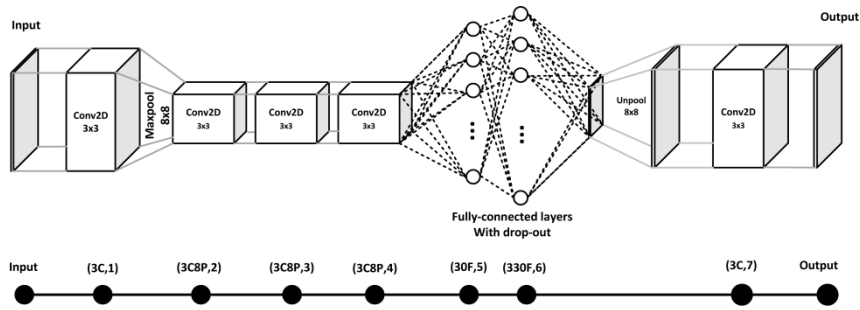 Input
Output
Conv2D
3x3
Maxpool
8x8
Conv2D
3x3
Conv2D
3x3
Conv2D
3x3
Unpool
8x8
Conv2D
3x3
Fully-connected layers
With drop-out
Input
(3C,1)
(3C8P,2)
(3C8P,3)
(3C8P,4)
(30F,5)
(330F,6)
(3C,7)
Output